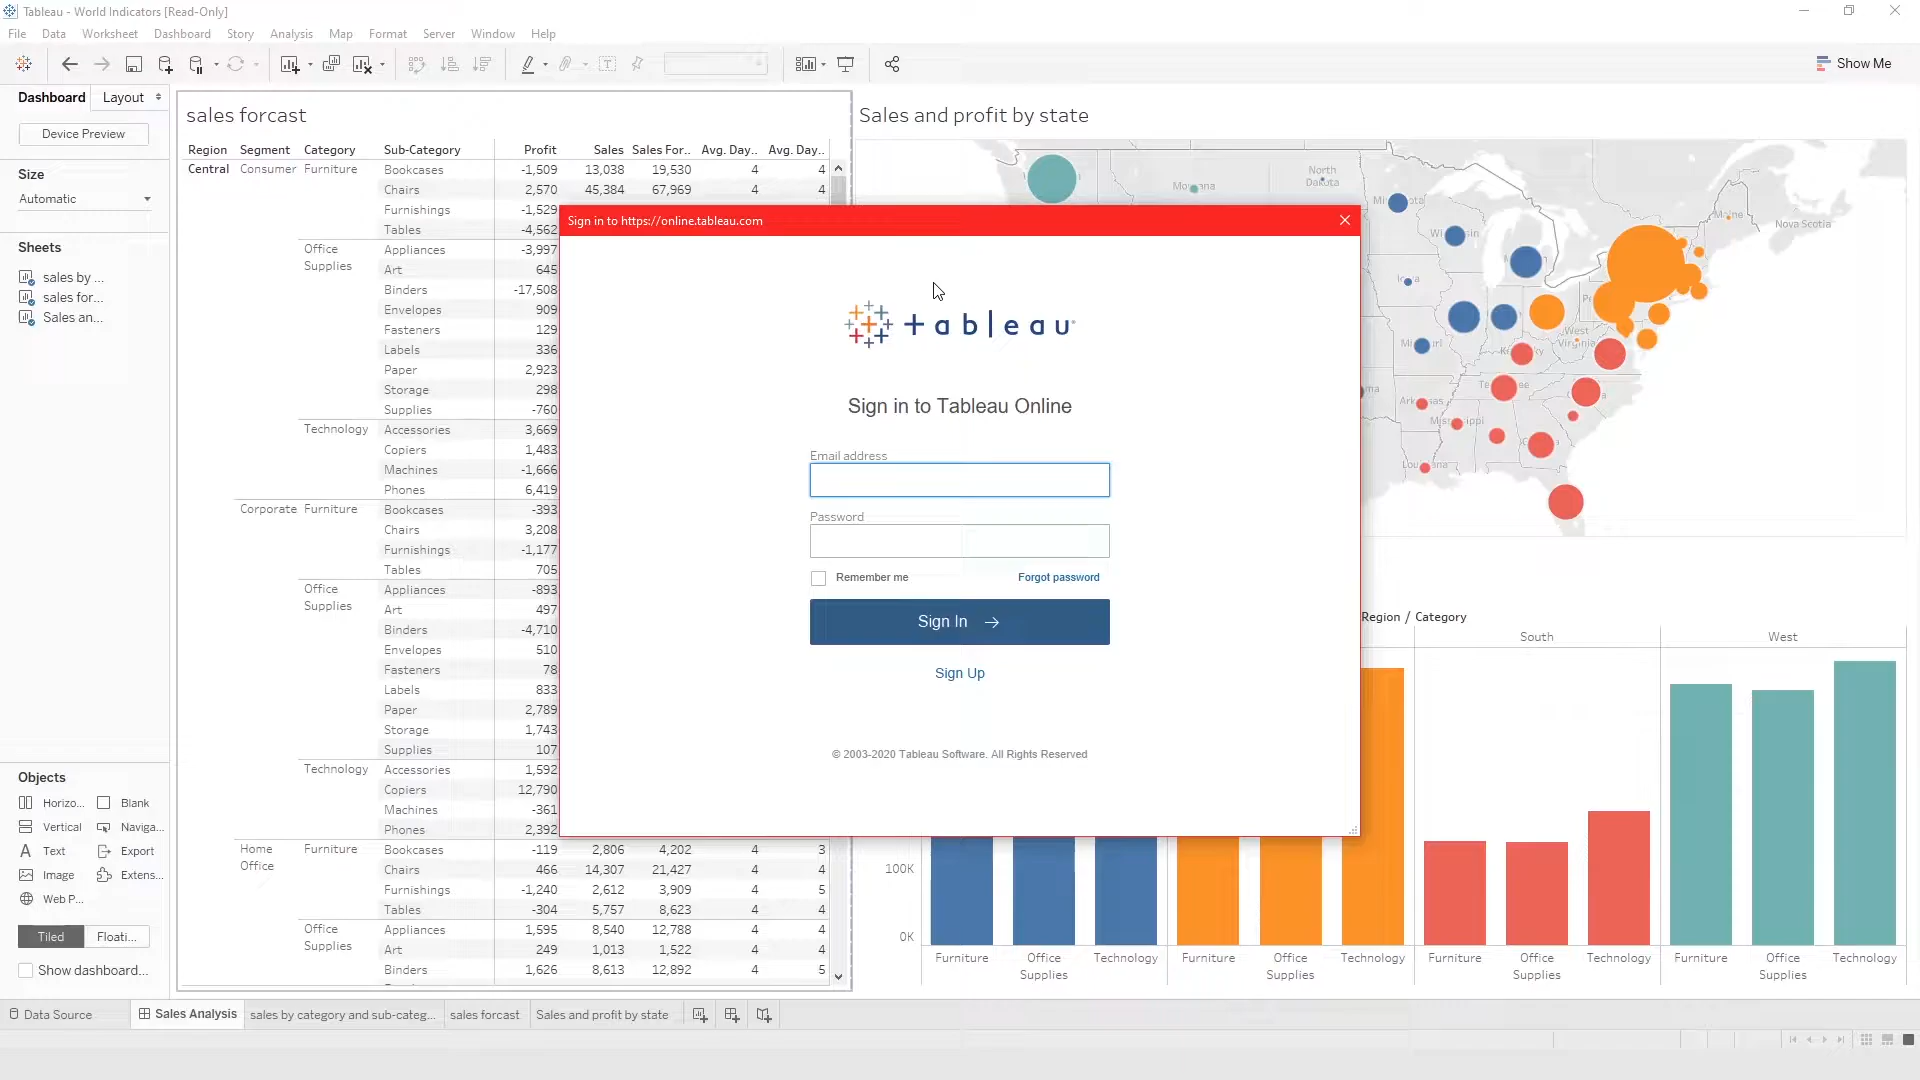 Tableau - World Indicators [Read-Only]
File Data Worksheet Dashboard Story Analysis Map Format Server Window Help
Show Me
Dashboard Layout
Device Preview
Size
Automatic
Sheets
sales by ...
sales for...
Sales an...
Objects
Horizo... Blank
Vertical Naviga...
Text Export
Image Extens...
Web P...
Tiled Floati...
Show dashboard...
sales forcast
Region Segment Category Sub-Category Profit Sales Sales For.. Avg. Day.. Avg. Day..
Central Consumer Furniture Bookcases -1,509 13,038 19,530 4 4
Chairs 2,570 45,384 67,969 4 4
Furnishings -1,529
Tables -4,562
Office Supplies Appliances -3,997
Art 645
Binders -17,508
Envelopes 909
Fasteners 129
Labels 336
Paper 2,923
Storage 298
Supplies -760
Technology Accessories 3,669
Copiers 1,483
Machines -1,666
Phones 6,419
Corporate Furniture Bookcases -393
Chairs 3,208
Furnishings -1,177
Tables 705
Office Supplies Appliances -893
Art 497
Binders -4,710
Envelopes 510
Fasteners 78
Labels 833
Paper 2,789
Storage 1,743
Supplies 107
Technology Accessories 1,592
Copiers 12,790
Machines -361
Phones 2,392
Home Office Furniture Bookcases -119 2,806 4,202 4 3
Chairs 466 14,307 21,427 4 4
Furnishings -1,240 2,612 3,909 4 5
Tables -304 5,757 8,623 4 4
Office Supplies Appliances 1,595 8,540 12,788 4 4
Art 249 1,013 1,522 4 4
Binders 1,626 8,613 12,892 4 5
Sales and profit by state
North Dakota
Maine
Nova Scotia
West Virginia
Sign in to https://online.tableau.com
+ a b | e a u
Sign in to Tableau Online
Email address
Password
Remember me Forgot password
Sign In
Sign Up
© 2003-2020 Tableau Software. All Rights Reserved
Region / Category
South West
100K
0K
Furniture Office Supplies Technology Furniture Office Supplies Technology Furniture Office Supplies Technology Furniture Office Supplies Technology
Data Source Sales Analysis sales by category and sub-categ... sales forcast Sales and profit by state